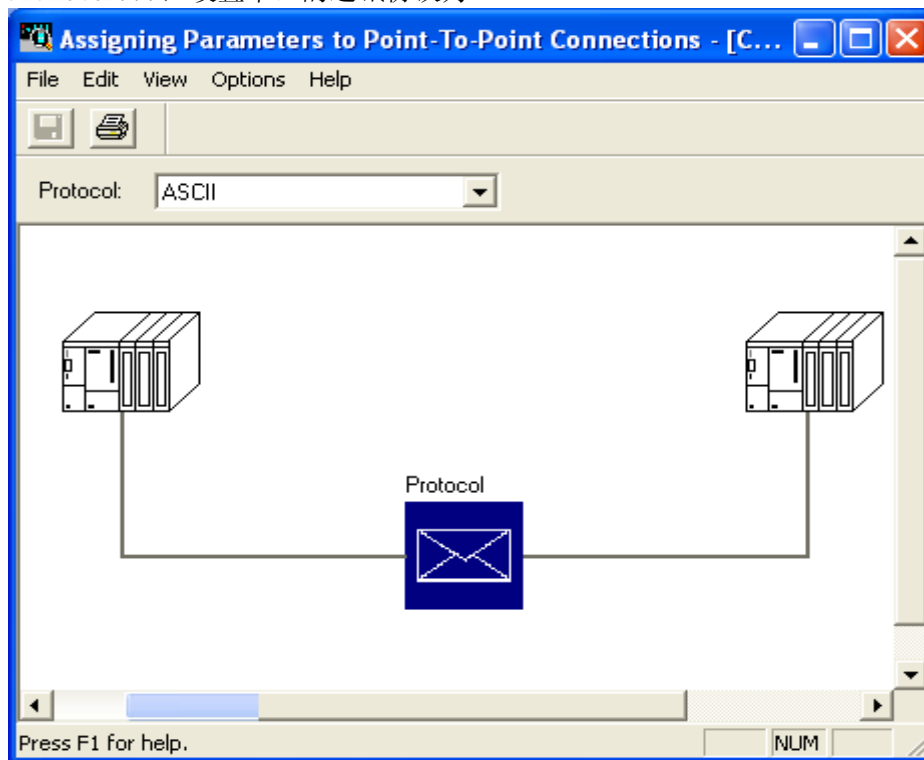 Assigning Parameters to Point-To-Point Connections - [C...
File Edit View Options Help
Protocol: ASCII
Protocol
Press F1 for help.
NUM